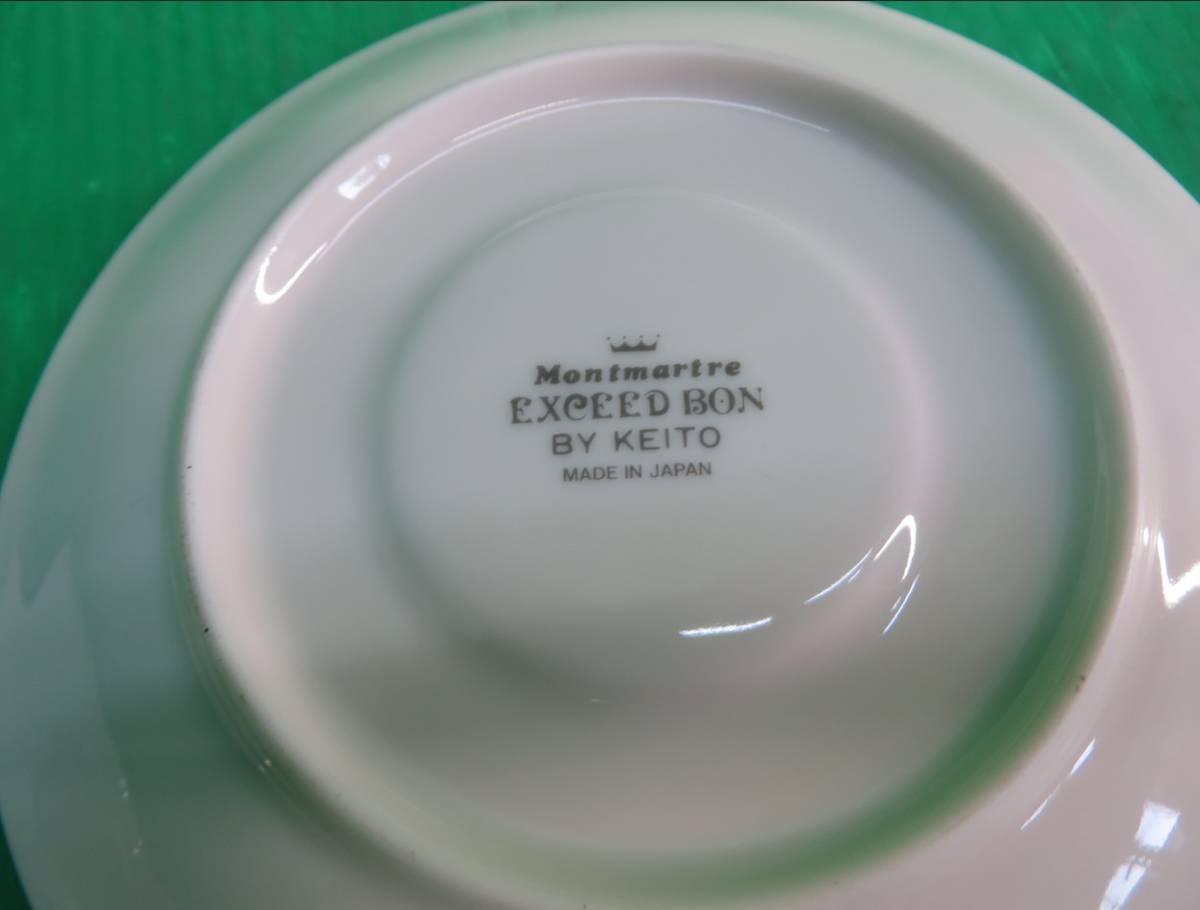 Montmartre
EXCEED BON
BY KEITO
MADE IN JAPAN